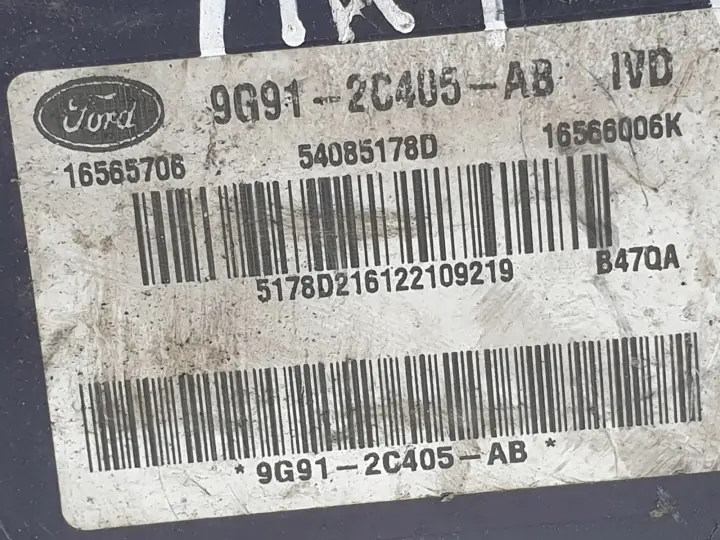 Ford 9G91-2C405-AB IVD
16565706 54085178D 16566006K
5178D216122109219 B47QA
* 9G91-2C405-AB *